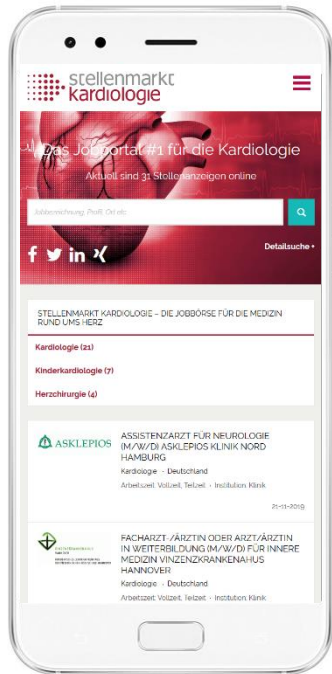 stellenmarkt
kardiologie
Das Jobportal #1 für die Kardiologie
Aktuell sind 31 Stellenanzeigen online
Jobbezeichnung, Profil, Ort etc.
Detailsuche +
STELLENMARKT KARDIOLOGIE – DIE JOBBÖRSE FÜR DIE MEDIZIN
RUND UMS HERZ
Kardiologie (21)
Kinderkardiologie (7)
Herzchirurgie (4)
ASKLEPIOS
ASSISTENZARZT FÜR NEUROLOGIE
(M/W/D) ASKLEPIOS KLINIK NORD
HAMBURG
Kardiologie - Deutschland
Arbeitszeit: Vollzeit, Teilzeit - Institution: Klinik
21-11-2019
FACHARZT-/ÄRZTIN ODER ARZT/ÄRZTIN
IN WEITERBILDUNG (M/W/D) FÜR INNERE
MEDIZIN VINZENZKRANKENAHUS
HANNOVER
Kardiologie - Deutschland
Arbeitszeit: Vollzeit, Teilzeit - Institution: Klinik